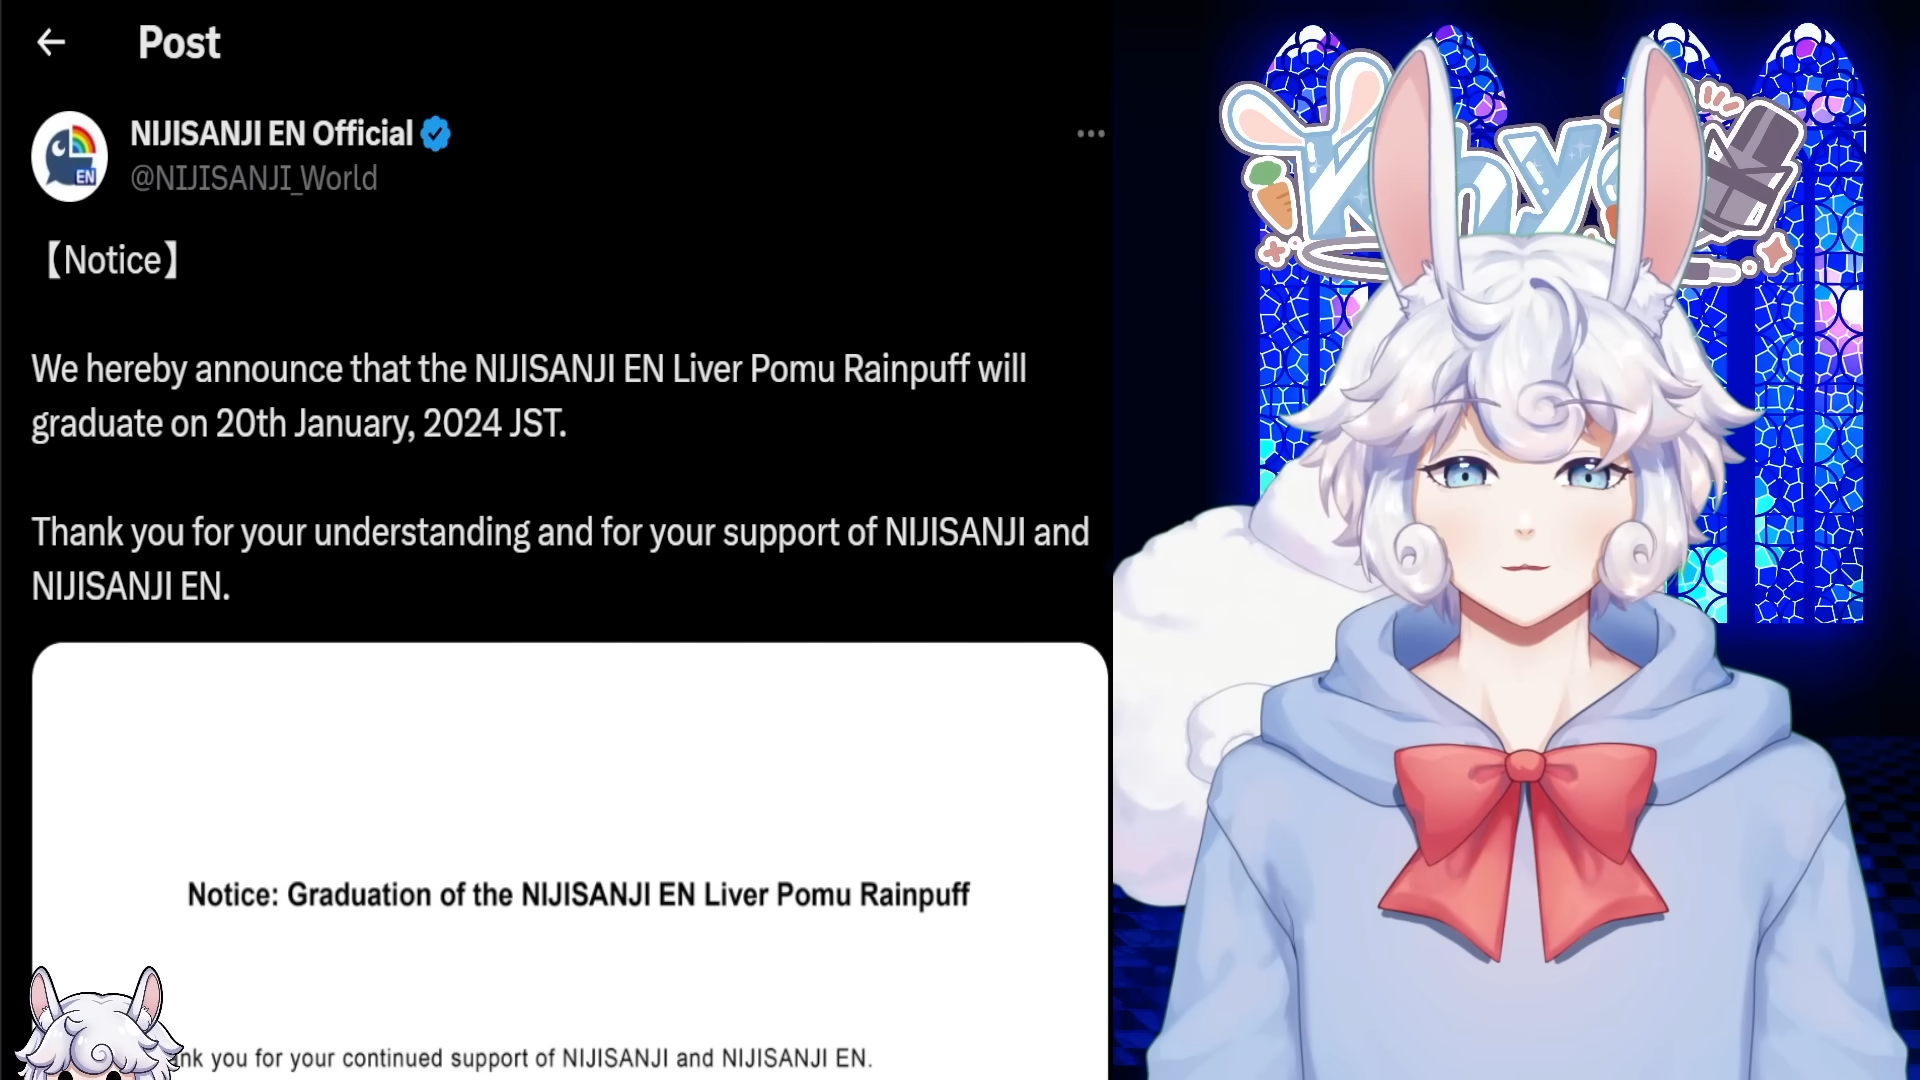 Post
NIJISANJI EN Official
@NIJISANJI_World
EN
【Notice】
We hereby announce that the NIJISANJI EN Liver Pomu Rainpuff will
graduate on 20th January, 2024 JST.
Thank you for your understanding and for your support of NIJISANJI and
NIJISANJI EN.
Notice: Graduation of the NIJISANJI EN Liver Pomu Rainpuff
you for your continued support of NIJISANJI and NIJISANJI EN.